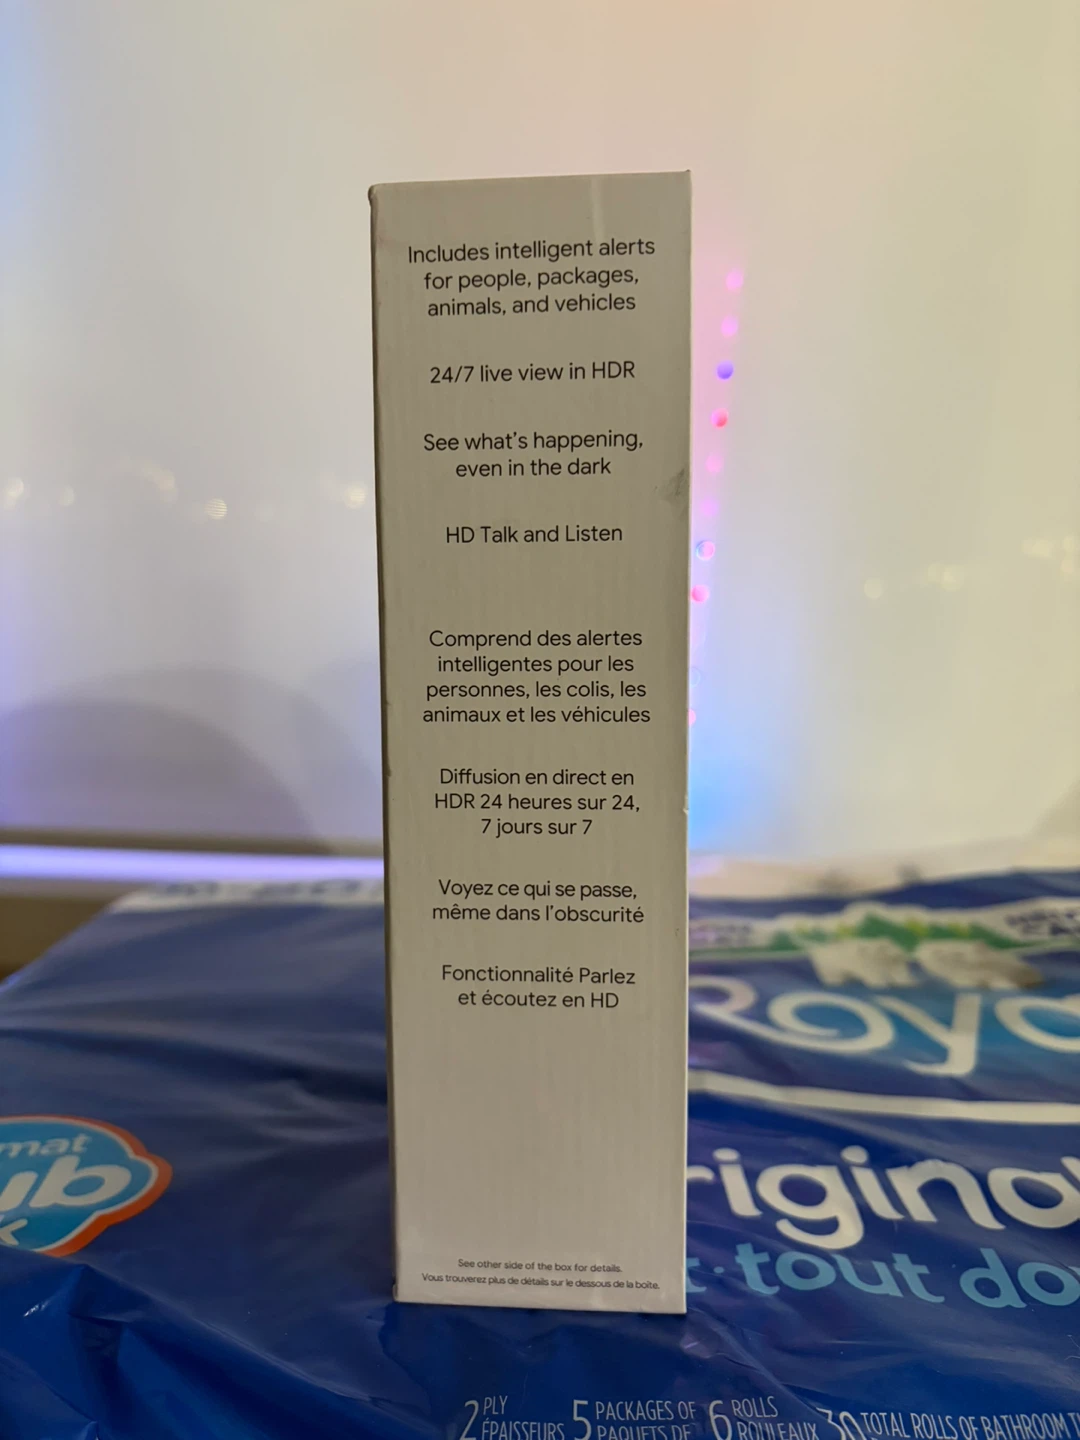 Includes intelligent alerts
for people, packages,
animals, and vehicles
24/7 live view in HDR
See what's happening,
even in the dark
HD Talk and Listen
Comprend des alertes
intelligentes pour les
personnes, les colis, les
animaux et les véhicules
Diffusion en direct en
HDR 24 heures sur 24,
7 jours sur 7
Voyez ce qui se passe,
même dans l'obscurité
Fonctionnalité Parlez
et écoutez en HD
See other side of the box for details.
Vous trouverez plus de détails sur le dessous de la boîte.
mat
ub
k
Roya
riginal
t • tout do
2 PLY ÉPAISSEURS 5 PACKAGES OF PAQUETS DE 6 ROLLS ROULEAUX 30 TOTAL ROLLS OF BATHROOM